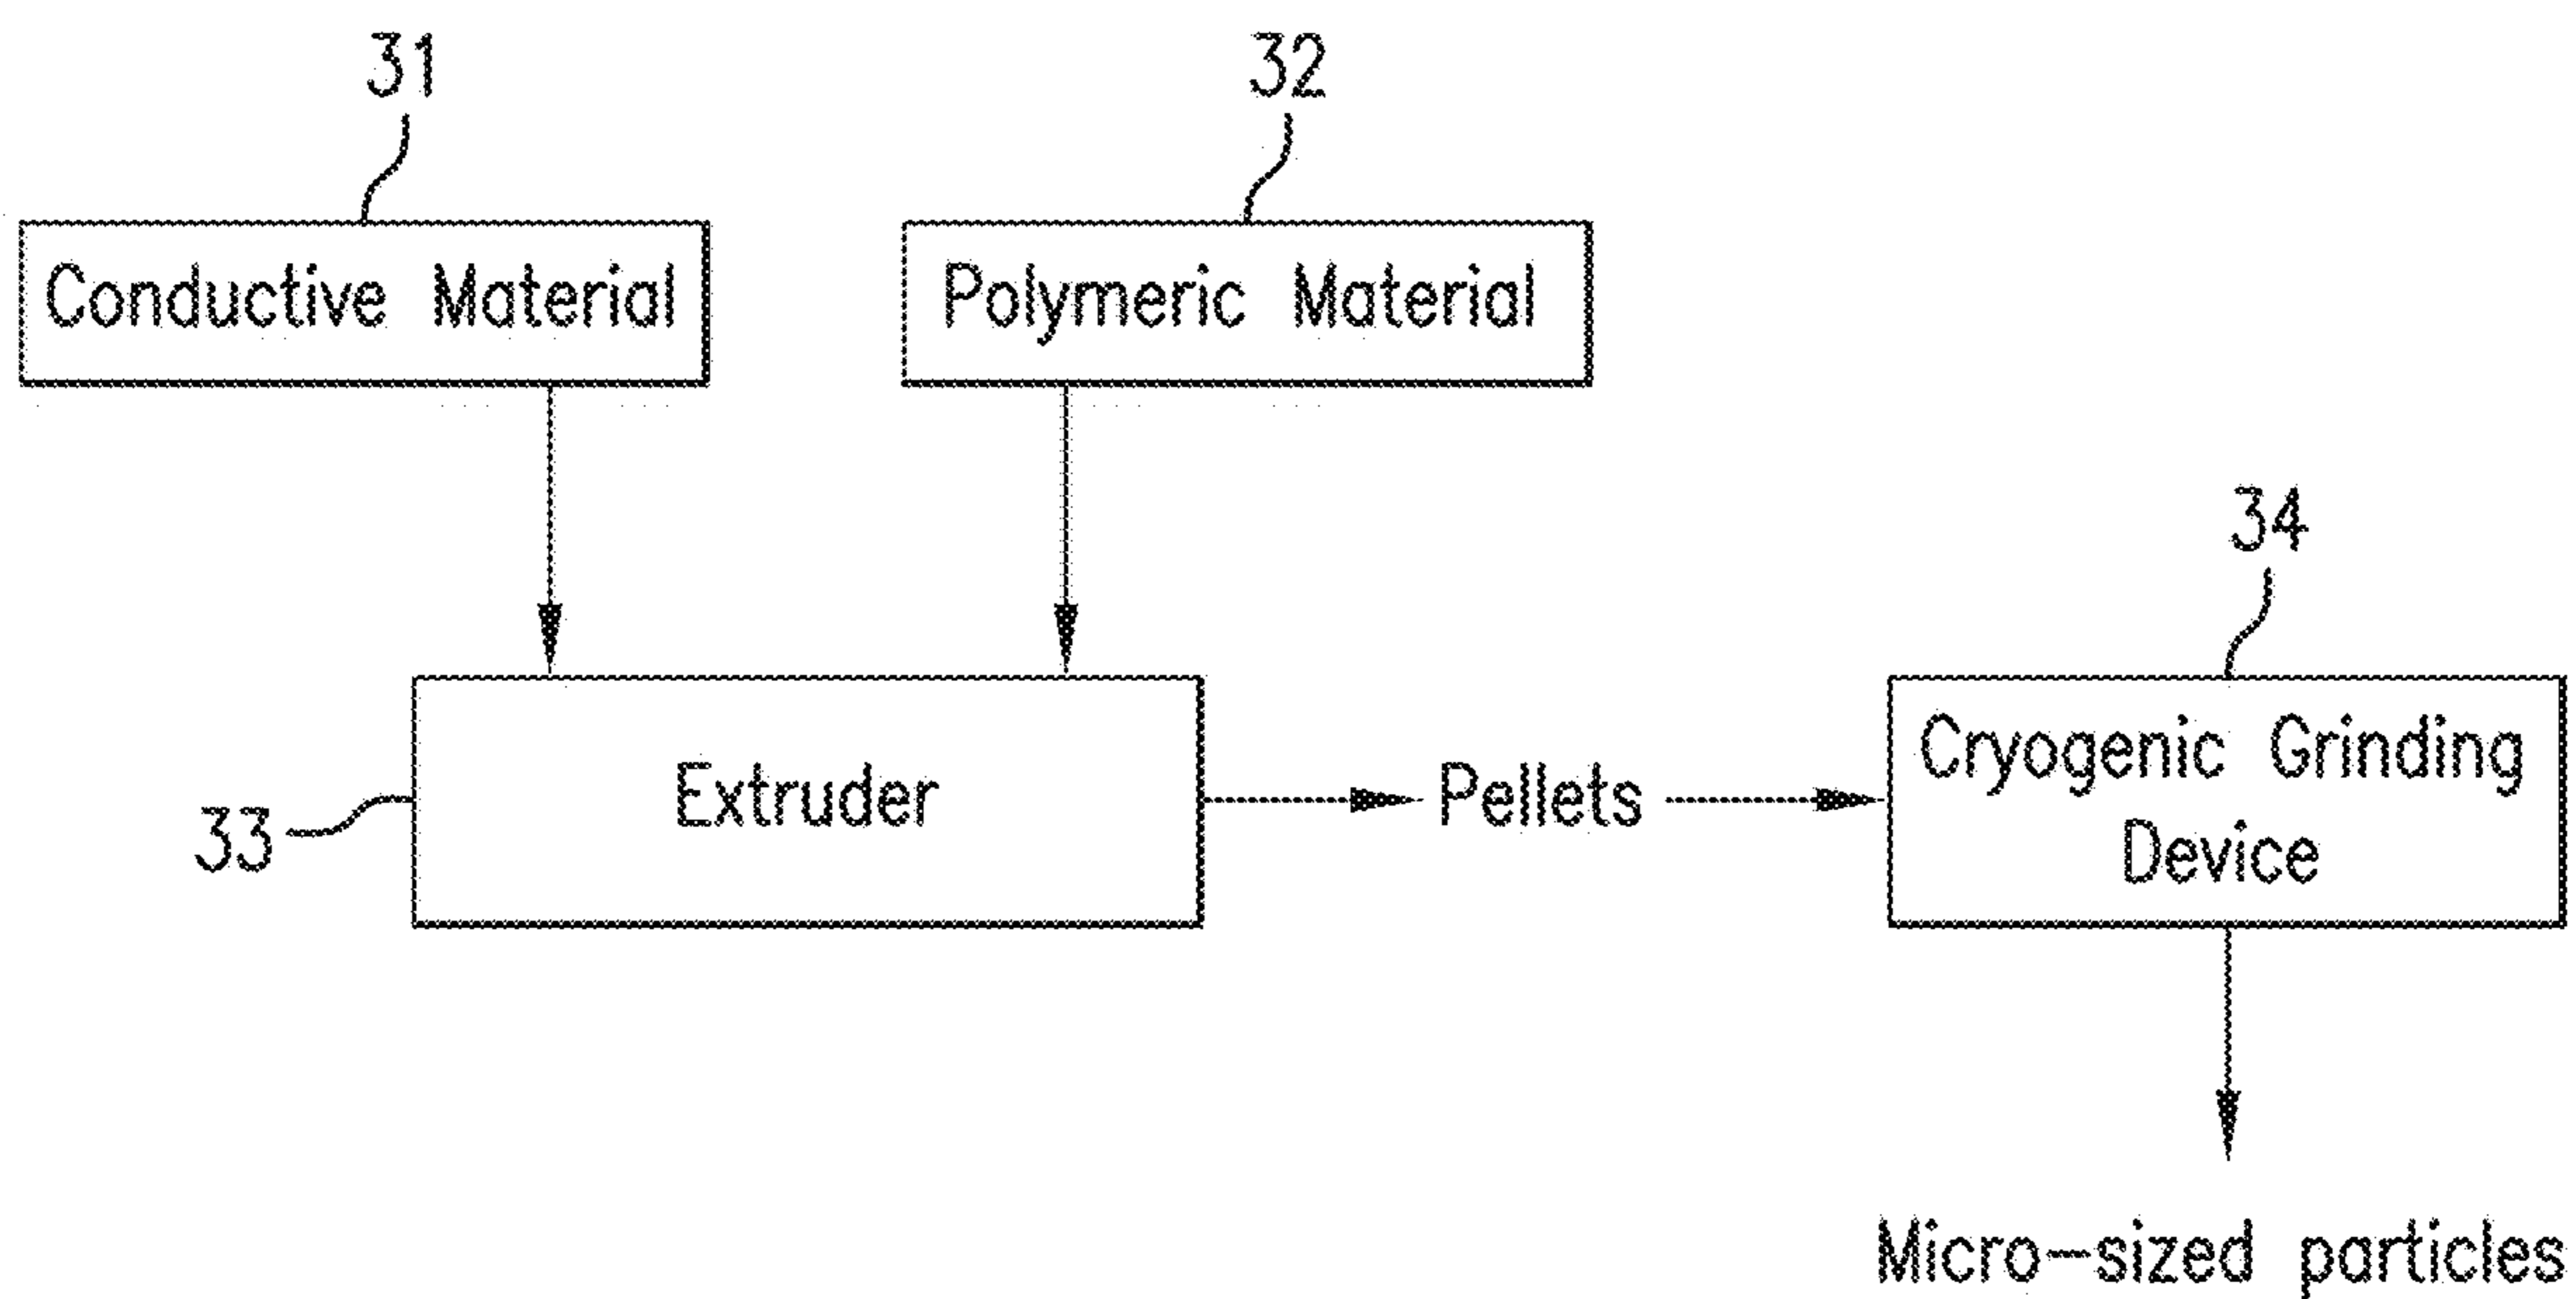 31
32
Conductive Material
Polymeric Material
34
33
Extruder
Pellets
Cryogenic Grinding
Device
Micro-sized particles